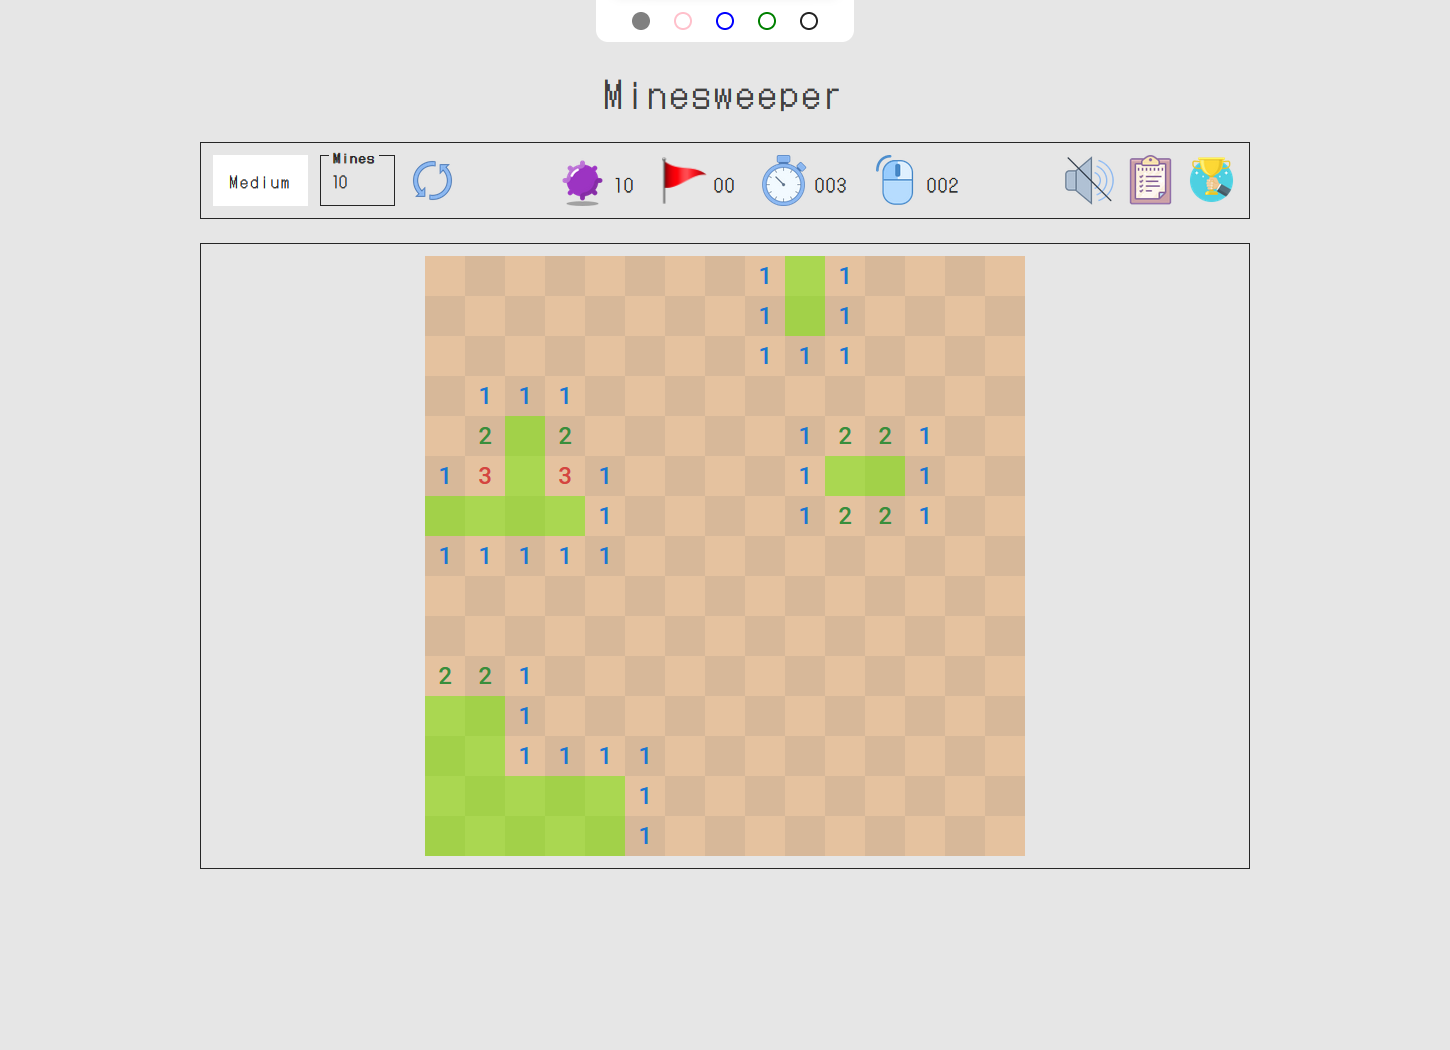 Minesweeper
Medium
Mines
10
10
00
003
002
1 1
1 1
1 1 1
1 1 1
2 2 1 2 2 1
1 3 3 1 1 1
1 1 2 2 1
1 1 1 1 1
2 2 1
1
1 1 1 1
1
1